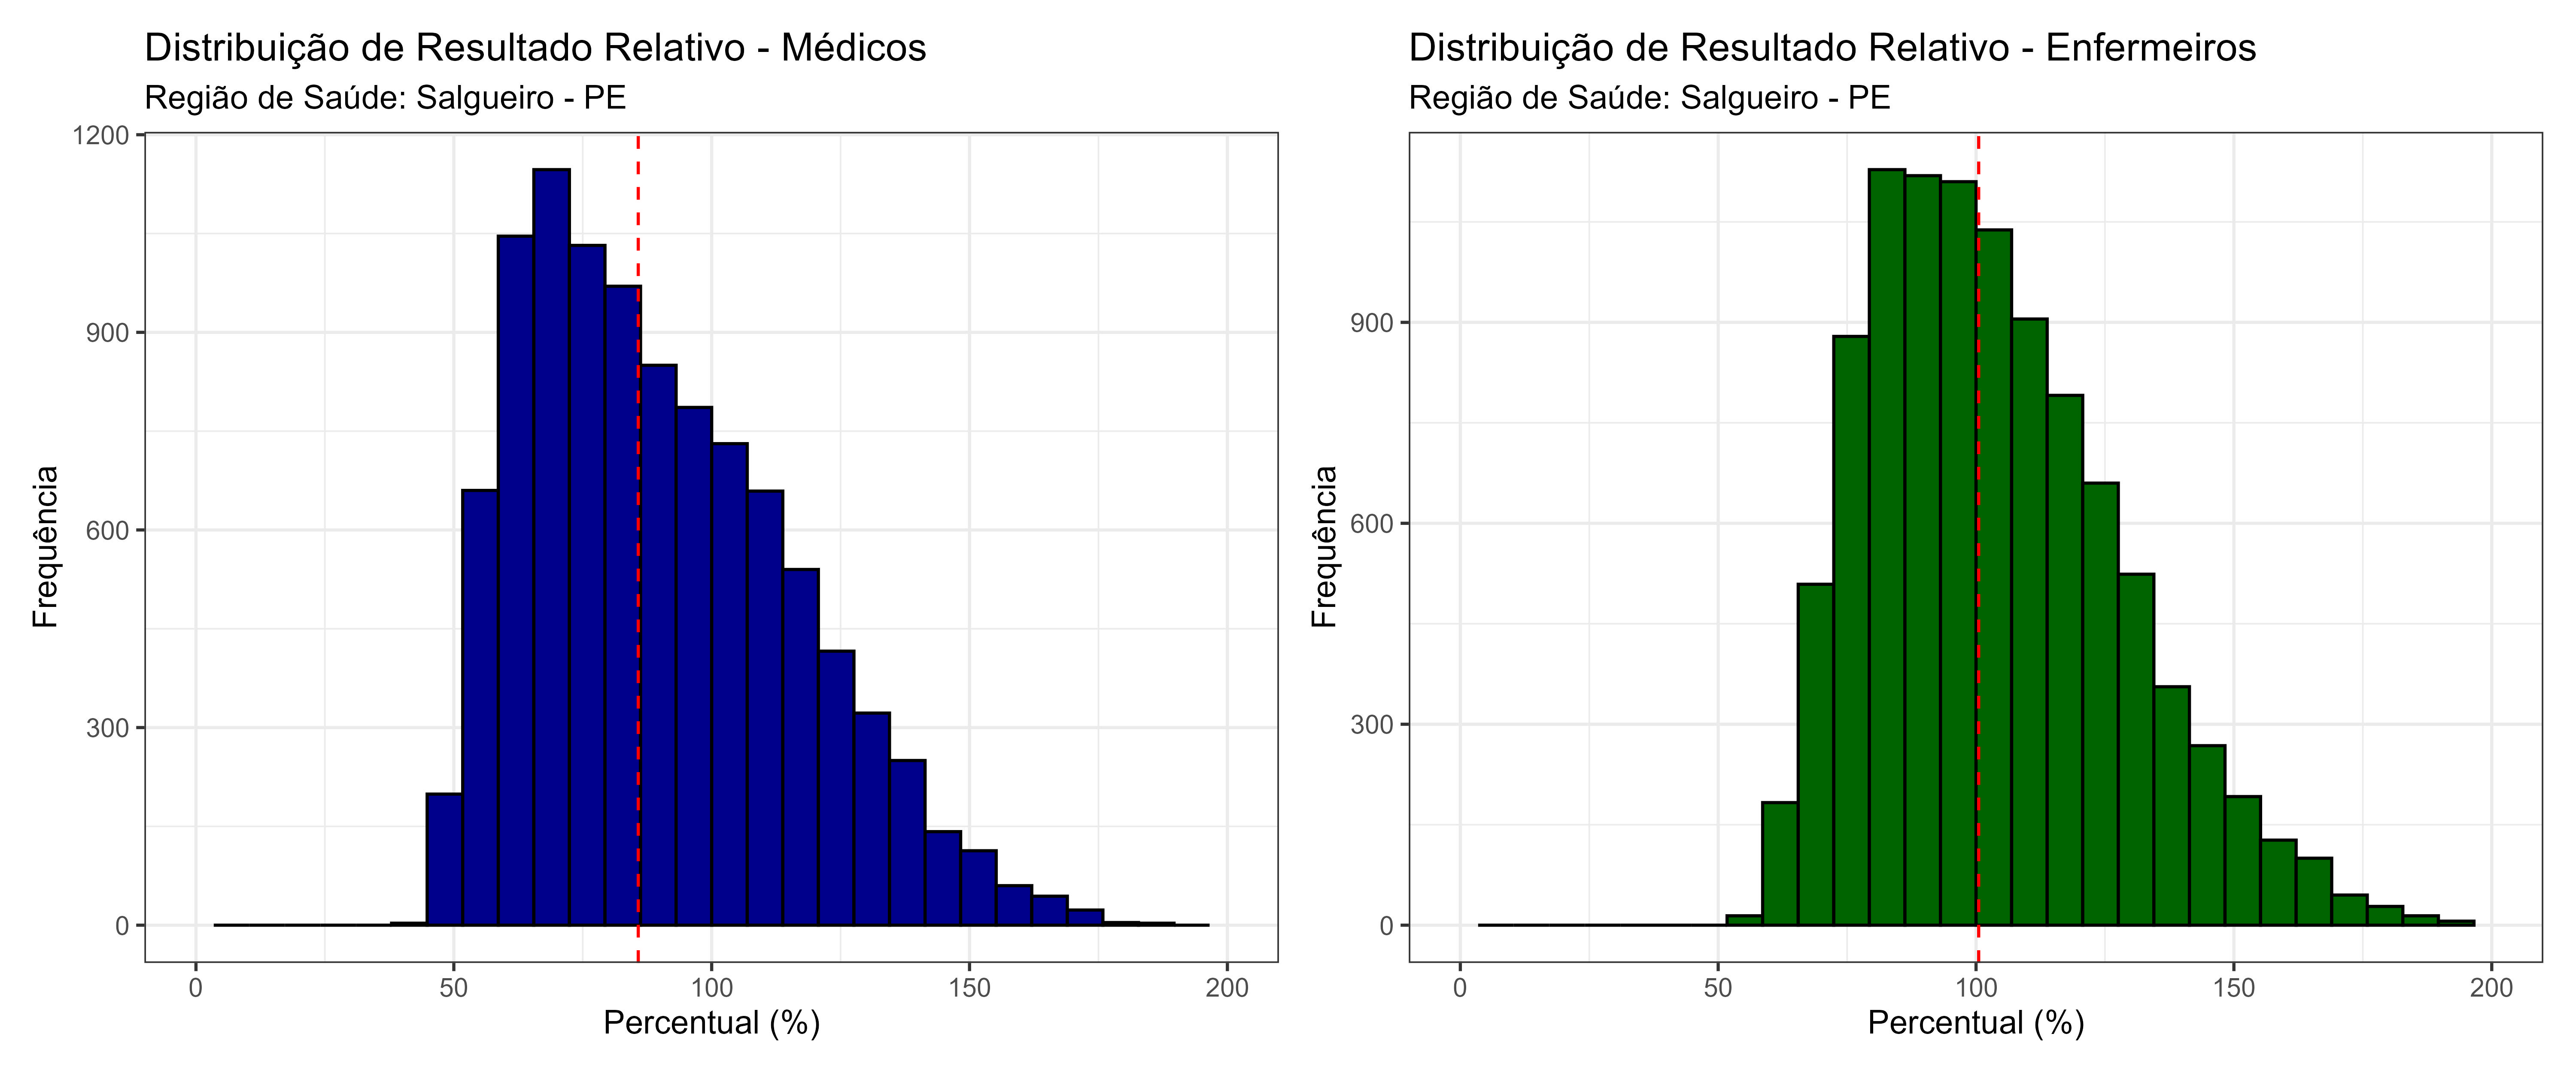 Distribuição de Resultado Relativo - Médicos
Região de Saúde: Salgueiro - PE
1200
900
600
300
0
Frequência
0 50 100 150 200
Percentual (%)
Distribuição de Resultado Relativo - Enfermeiros
Região de Saúde: Salgueiro - PE
900
600
300
0
Frequência
0 50 100 150 200
Percentual (%)